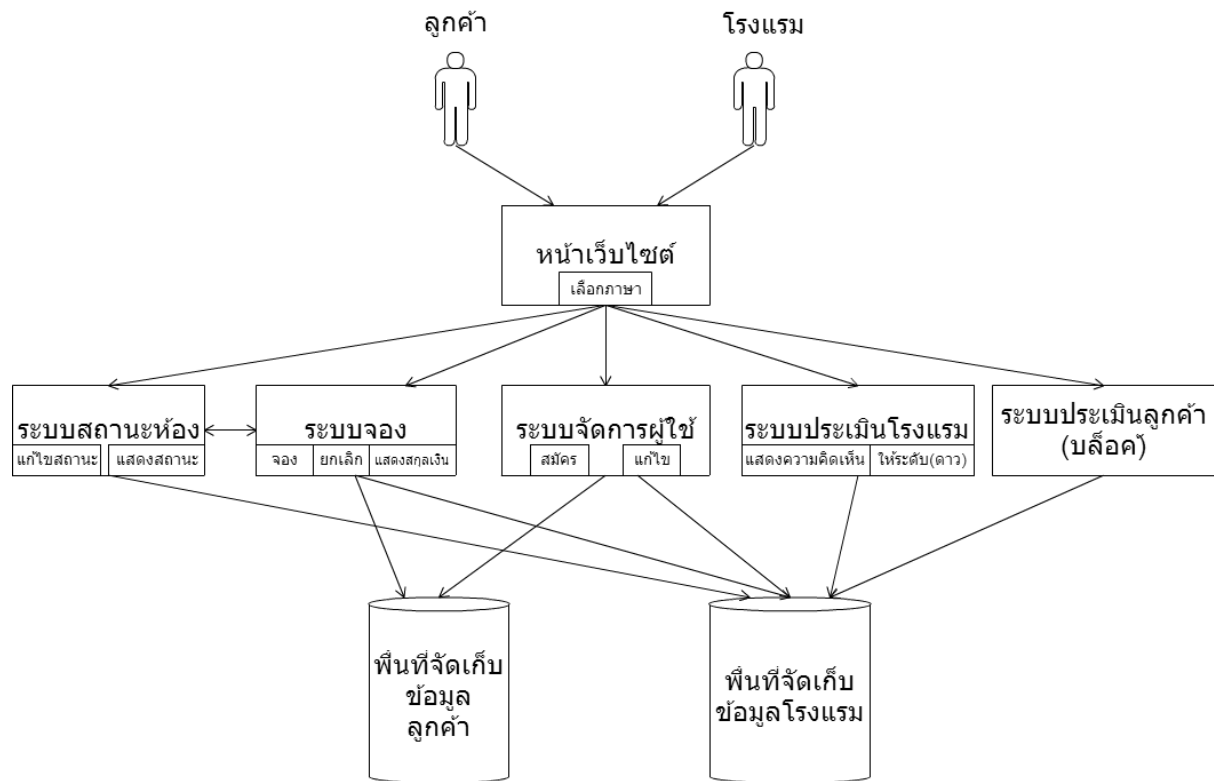 ลูกค้า
โรงแรม
หน้าเว็บไซต์
เลือกภาษา
ระบบสถานะห้อง
แก้ไขสถานะ
แสดงสถานะ
ระบบจอง
จอง
ยกเลิก
แสดงสกุลเงิน
ระบบจัดการผู้ใช้
สมัคร
แก้ไข
ระบบประเมินโรงแรม
แสดงความคิดเห็น
ให้ระดับ(ดาว)
ระบบประเมินลูกค้า
(บล็อค)
พื่นที่จัดเก็บ
ข้อมูล
ลูกค้า
พื่นที่จัดเก็บ
ข้อมูลโรงแรม